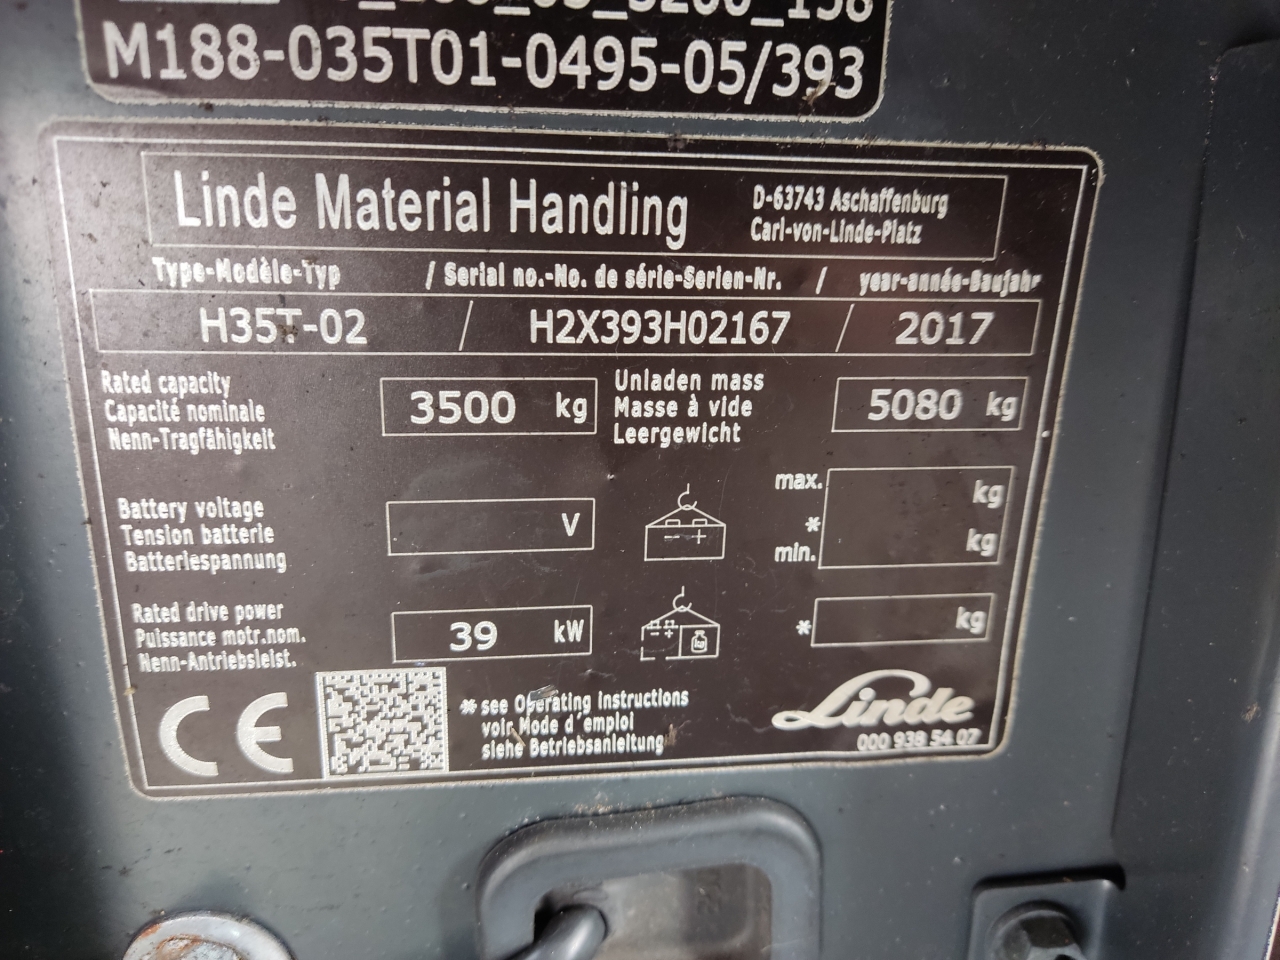 M188-035T01-0495-05/393
Linde Material Handling
D-63743 Aschaffenburg
Carl-von-Linde-Platz
Type-Modèle-Typ / Serial no.-No. de série-Serien-Nr. / year-année-Baujahr
H35T-02 / H2X393H02167 / 2017
Rated capacity
Capacité nominale
Nenn-Tragfähigkeit
3500 kg
Unladen mass
Masse à vide
Leergewicht
5080 kg
Battery voltage
Tension batterie
Batteriespannung
V
- +
max. kg
*
min. kg
Rated drive power
Puissance motr.nom.
Nenn-Antriebsleist.
39 kW
- + kg
* kg
CE
* see Operating instructions
voir Mode d'emploi
siehe Betriebsanleitung
Linde
000 938 54 07